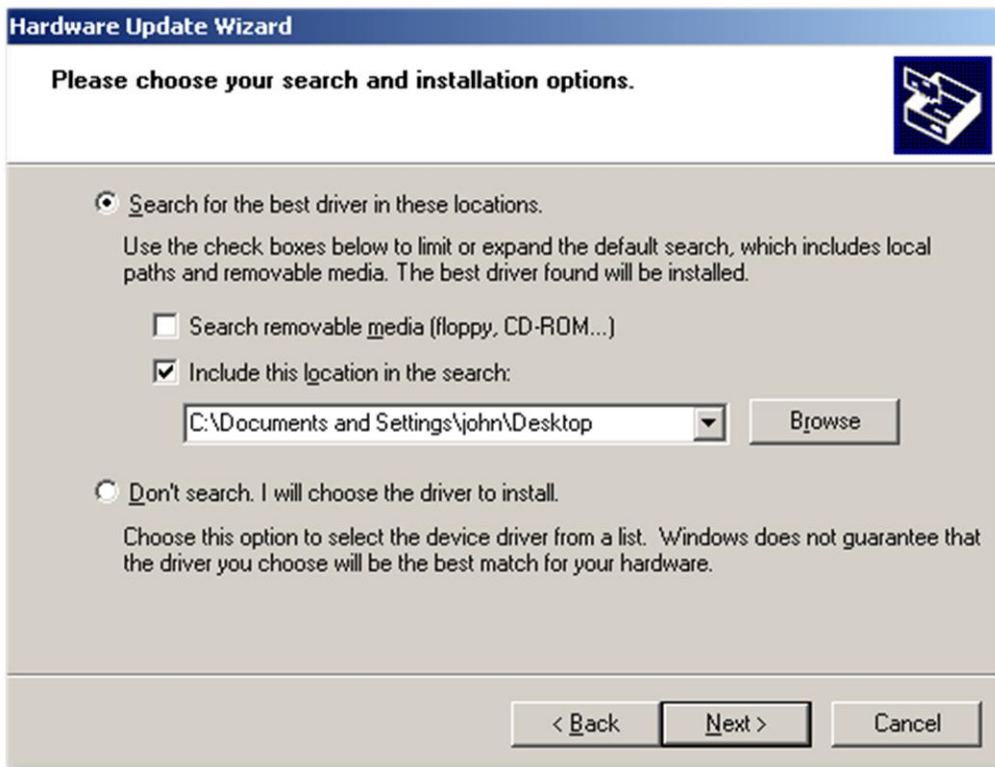 Hardware Update Wizard
Please choose your search and installation options.
Search for the best driver in these locations.
Use the check boxes below to limit or expand the default search, which includes local
paths and removable media. The best driver found will be installed.
Search removable media (floppy, CD-ROM...)
Include this location in the search:
C:\Documents and Settings\john\Desktop
Browse
Don't search. I will choose the driver to install.
Choose this option to select the device driver from a list. Windows does not guarantee that
the driver you choose will be the best match for your hardware.
< Back
Next >
Cancel